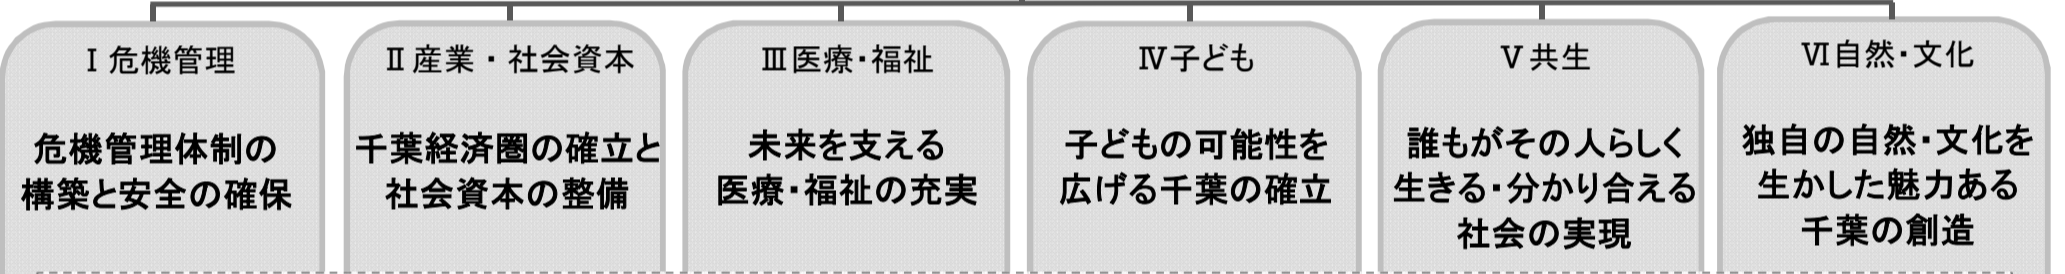 Ⅰ 危機管理
危機管理体制の
構築と安全の確保
Ⅱ 産業・社会資本
千葉経済圏の確立と
社会資本の整備
Ⅲ医療・福祉
未来を支える
医療・福祉の充実
Ⅳ子ども
子どもの可能性を
広げる千葉の確立
Ⅴ 共生
誰もがその人らしく
生きる・分かり合える
社会の実現
Ⅵ自然・文化
独自の自然・文化を
生かした魅力ある
千葉の創造